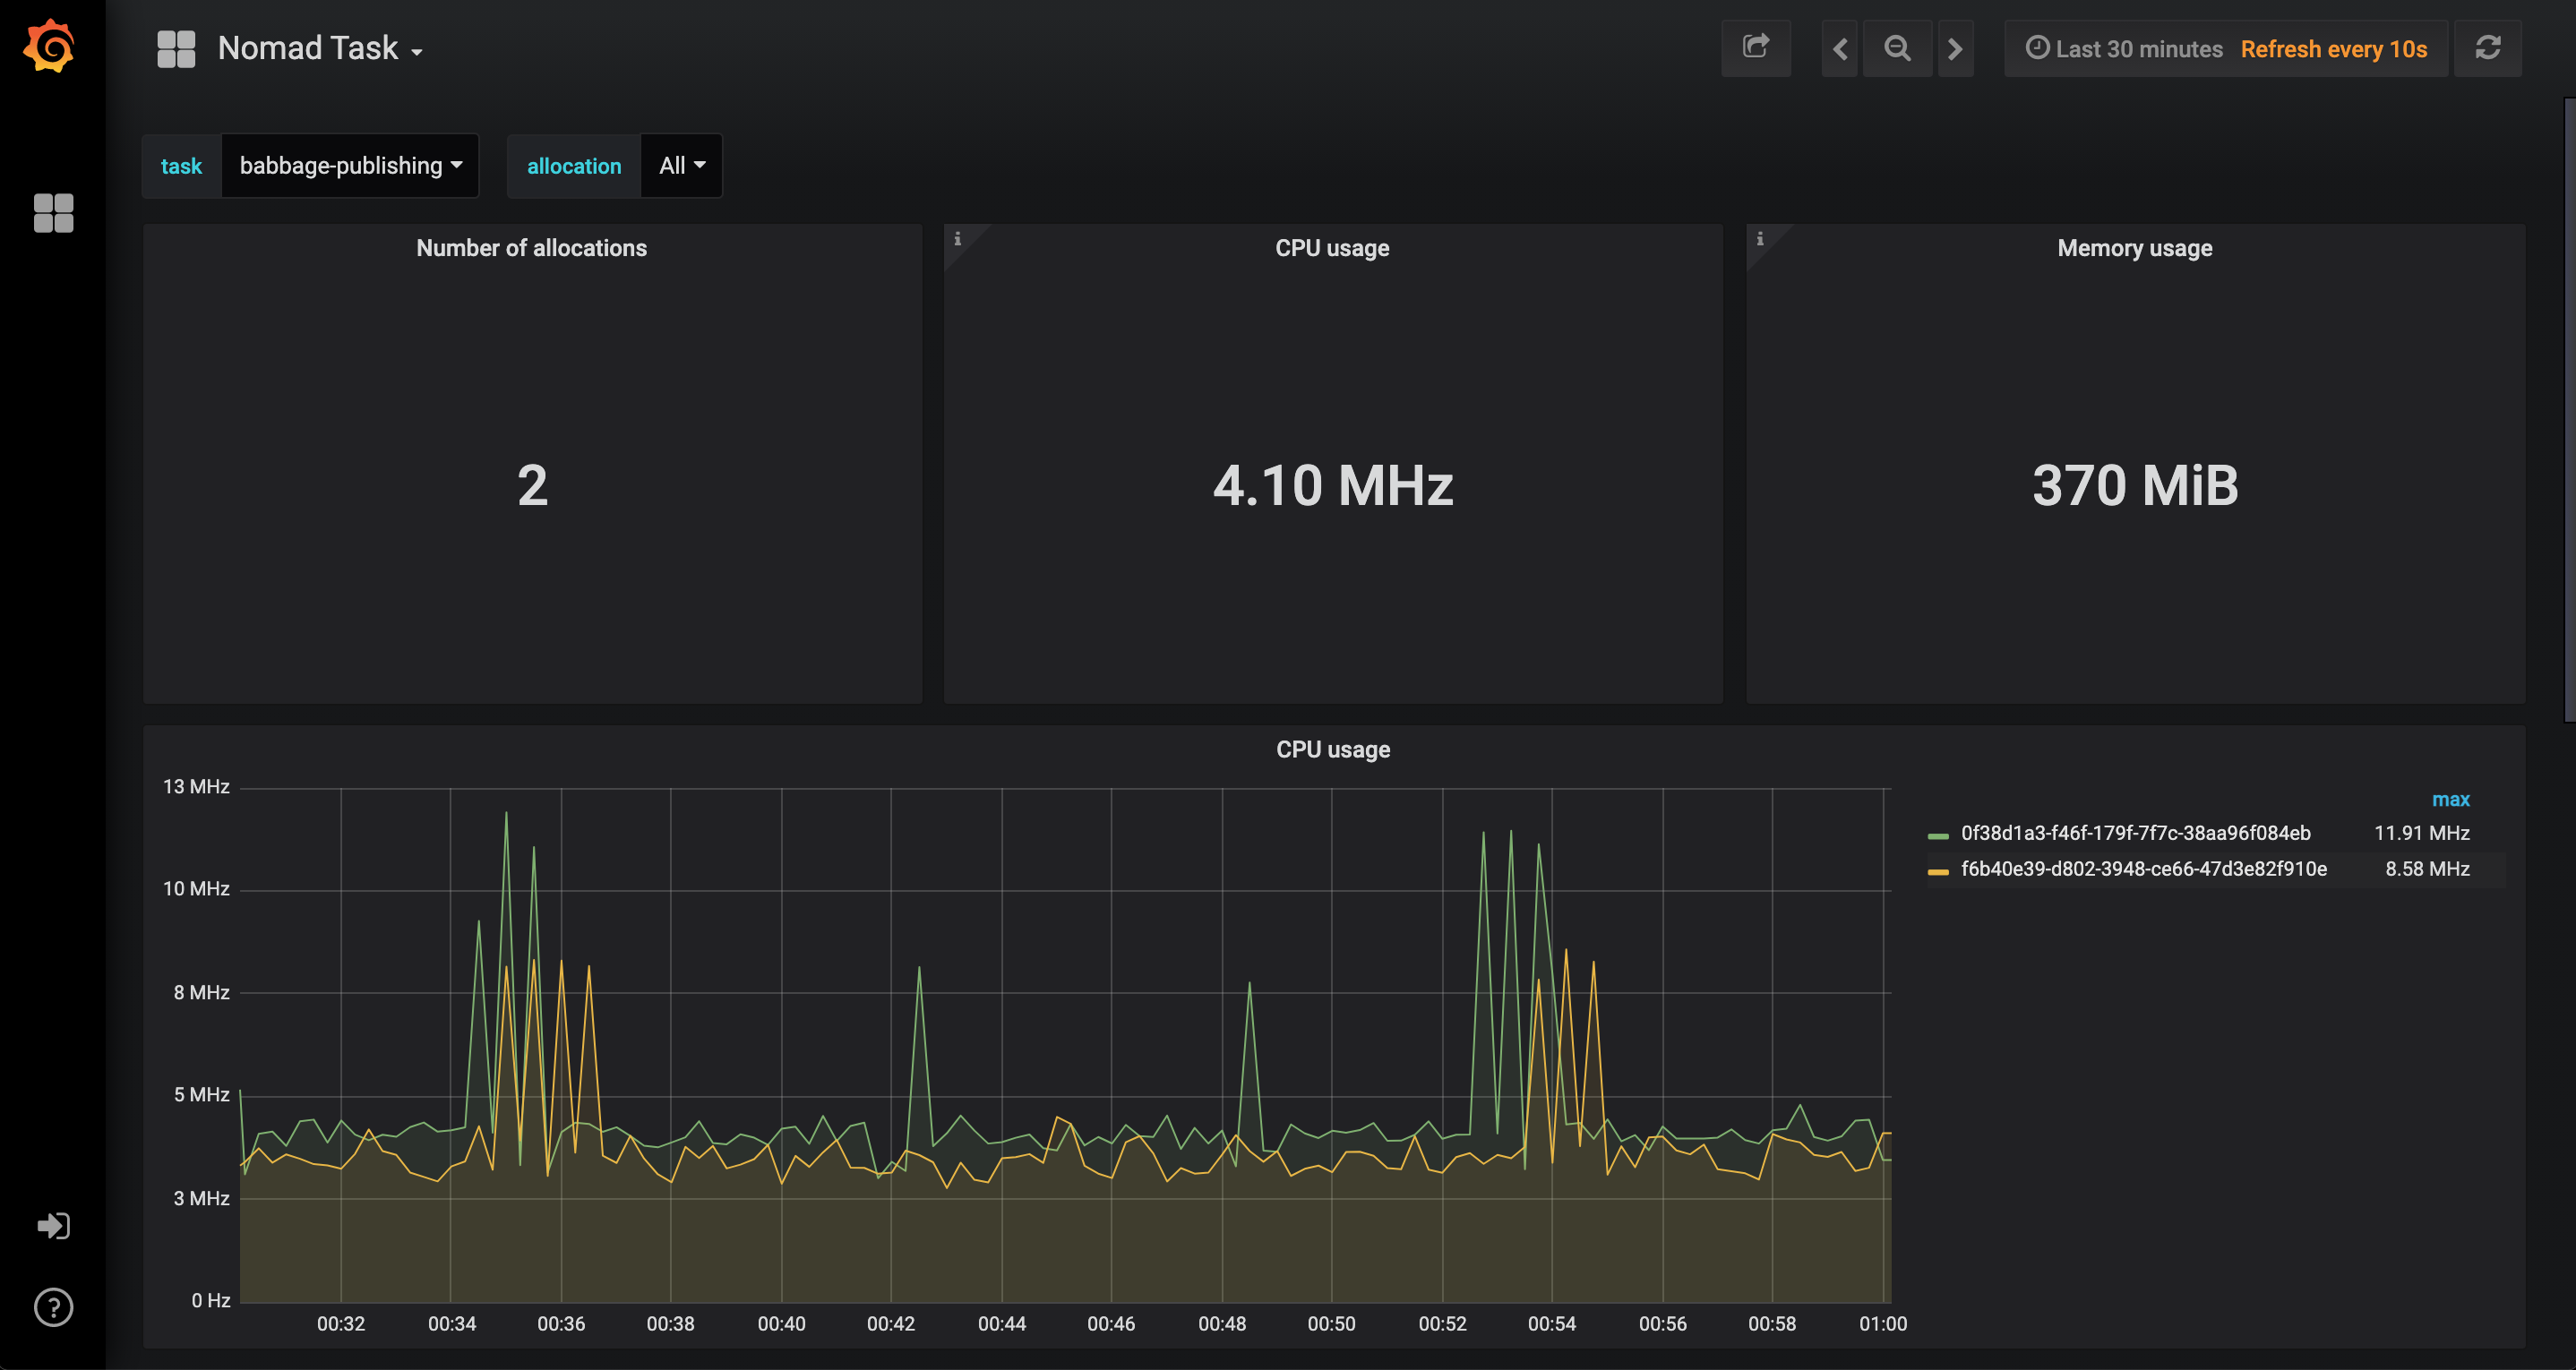 Nomad Task
Last 30 minutes Refresh every 10s
task babbage-publishing allocation All
Number of allocations
2
i
CPU usage
4.10 MHz
i
Memory usage
370 MiB
CPU usage
13 MHz
10 MHz
8 MHz
5 MHz
3 MHz
0 Hz
00:32 00:34 00:36 00:38 00:40 00:42 00:44 00:46 00:48 00:50 00:52 00:54 00:56 00:58 01:00
max
0f38d1a3-f46f-179f-7f7c-38aa96f084eb 11.91 MHz
f6b40e39-d802-3948-ce66-47d3e82f910e 8.58 MHz
?